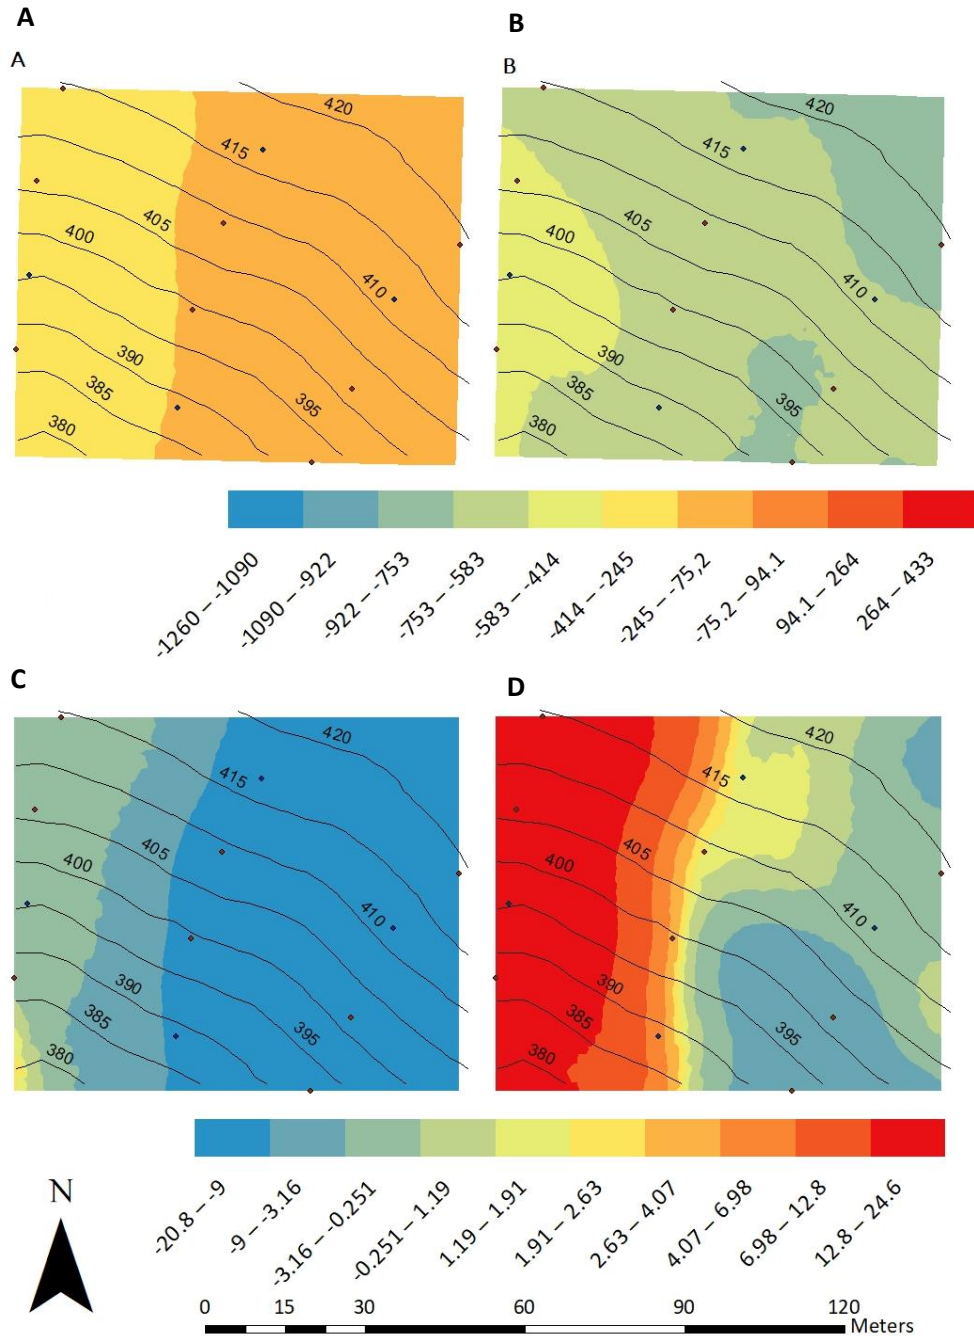 A
B
A
B
420
415
405
400
410
390
385
395
380
420
415
405
400
410
390
385
395
380
-1260 – -1090
-1090 – -922
-922 – -753
-753 – -583
-583 – -414
-414 – -245
-245 – -75,2
-75.2 – -94.1
94.1 – 264
264 – 433
C
D
420
415
405
400
410
390
385
395
380
420
415
405
400
410
390
385
395
380
-20.8 – -9
-9 – -3.16
-3.16 – -0.251
-0.251 – 1.19
1.19 – 1.91
1.91 – 2.63
2.63 – 4.07
4.07 – 6.98
6.98 – 12.8
12.8 – 24.6
N
0 15 30 60 90 120
Meters